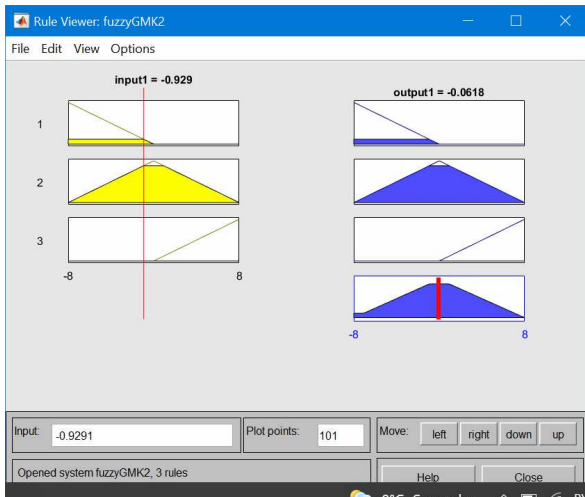 Rule Viewer: fuzzyGMK2
File Edit View Options
input1 = -0.929
output1 = -0.0618
1
2
3
-8 8
-8 8
Input: -0.9291
Plot points: 101
Move: left right down up
Opened system fuzzyGMK2, 3 rules
Help Close